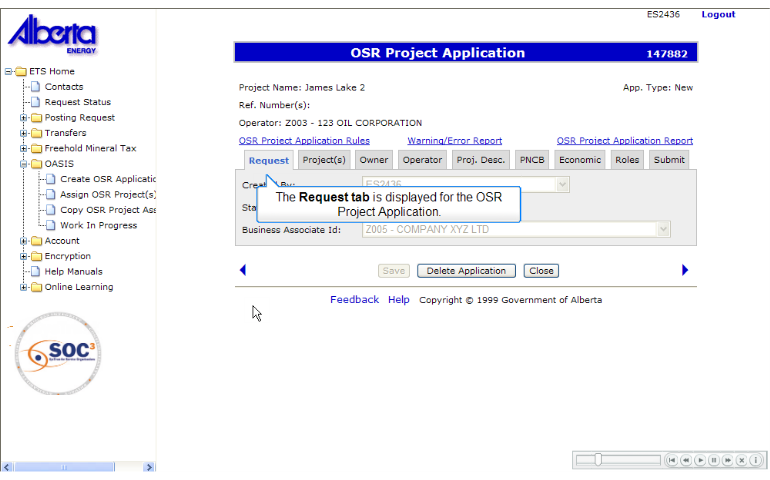 ES2436 Logout
Alberta
ENERGY
OSR Project Application 147882
ETS Home
Contacts
Request Status
Posting Request
Transfers
Freehold Mineral Tax
OASIS
Create OSR Applicatic
Assign OSR Project(s)
Copy OSR Project Ass
Work In Progress
Account
Encryption
Help Manuals
Online Learning
Project Name: James Lake 2 App. Type: New
Ref. Number(s):
Operator: Z003 - 123 OIL CORPORATION
OSR Project Application Rules Warning/Error Report OSR Project Application Report
Request Project(s) Owner Operator Proj. Desc. PNCB Economic Roles Submit
Created By: ES2436
The Request tab is displayed for the OSR
Project Application.
Sta
Business Associate Id: Z005 - COMPANY XYZ LTD
Save Delete Application Close
Feedback Help Copyright © 1999 Government of Alberta
SOC3